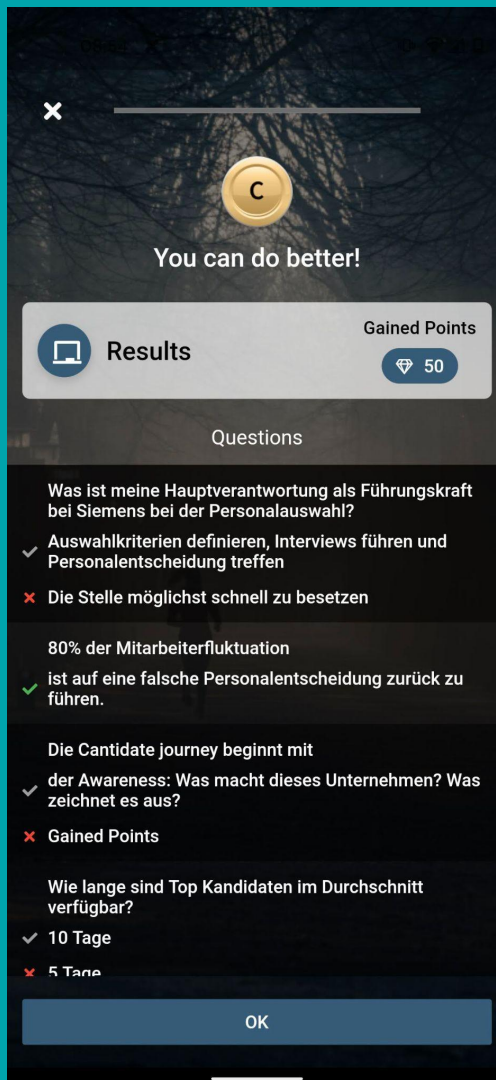 C
You can do better!
Gained Points
Results
50
Questions
Was ist meine Hauptverantwortung als Führungskraft
bei Siemens bei der Personalauswahl?
Auswahlkriterien definieren, Interviews führen und
Personalentscheidung treffen
Die Stelle möglichst schnell zu besetzen
80% der Mitarbeiterfluktuation
ist auf eine falsche Personalentscheidung zurück zu
führen.
Die Cantidate journey beginnt mit
der Awareness: Was macht dieses Unternehmen? Was
zeichnet es aus?
Gained Points
Wie lange sind Top Kandidaten im Durchschnitt
verfügbar?
10 Tage
5 Tage
OK